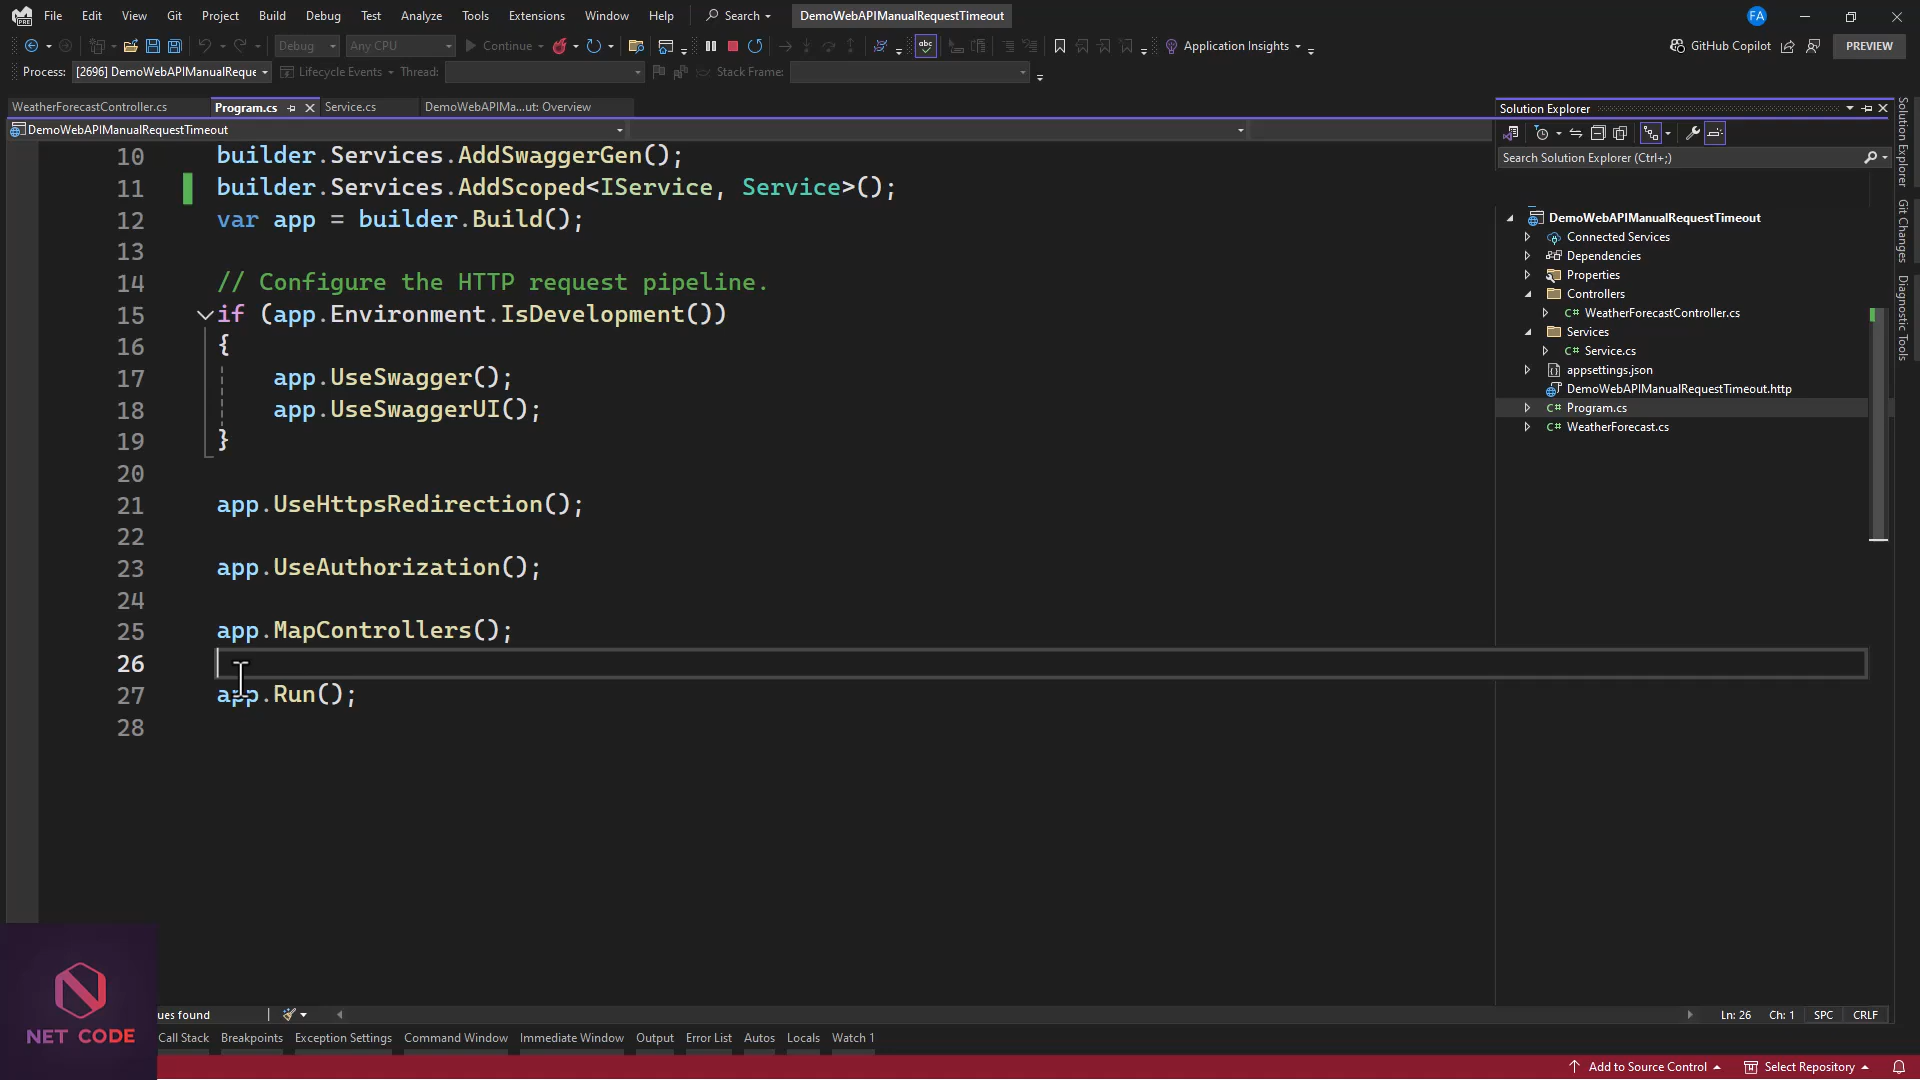 File Edit View Git Project Build Debug Test Analyze Tools Extensions Window Help Search DemoWebAPIManualRequestTimeout FA
Debug Any CPU Continue abc Application Insights GitHub Copilot PREVIEW
Process: [2696] DemoWebAPIManualReque Lifecycle Events Thread: Stack Frame:
WeatherForecastController.cs Program.cs Service.cs DemoWebAPIMa...ut: Overview
DemoWebAPIManualRequestTimeout
10 builder.Services.AddSwaggerGen();
11 builder.Services.AddScoped<IService, Service>();
12 var app = builder.Build();
13
14 // Configure the HTTP request pipeline.
15 if (app.Environment.IsDevelopment())
16 {
17 app.UseSwagger();
18 app.UseSwaggerUI();
19 }
20
21 app.UseHttpsRedirection();
22
23 app.UseAuthorization();
24
25 app.MapControllers();
26
27 app.Run();
28
Solution Explorer
Search Solution Explorer (Ctrl+;)
DemoWebAPIManualRequestTimeout
Connected Services
Dependencies
Properties
Controllers
C# WeatherForecastController.cs
Services
C# Service.cs
appsettings.json
DemoWebAPIManualRequestTimeout.http
C# Program.cs
C# WeatherForecast.cs
Solution Explorer
Git Changes
Diagnostic Tools
NET CODE
ues found Ln: 26 Ch: 1 SPC CRLF
Call Stack Breakpoints Exception Settings Command Window Immediate Window Output Error List Autos Locals Watch 1
Add to Source Control Select Repository